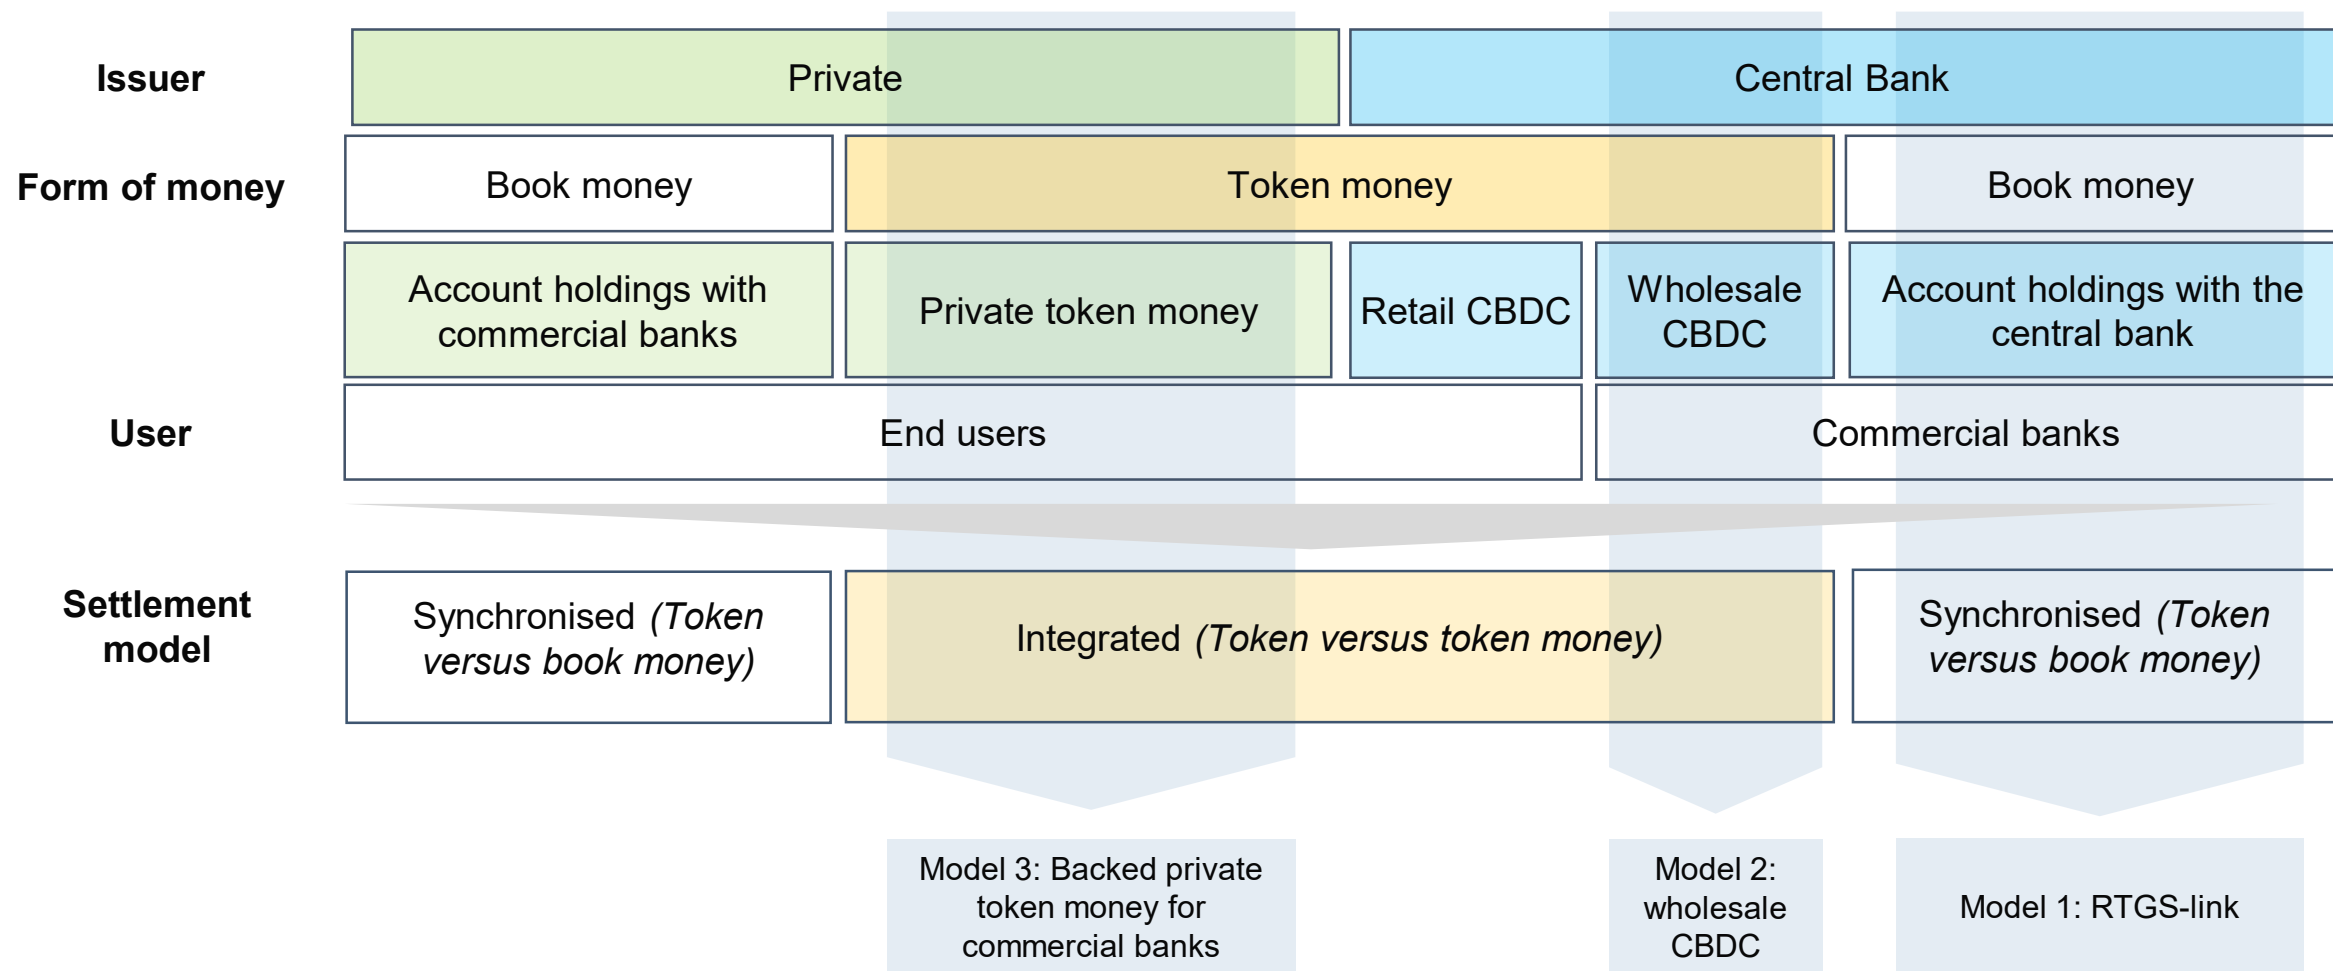 Issuer
Private
Central Bank
Form of money
Book money
Token money
Book money
Account holdings with
commercial banks
Private token money
Retail CBDC
Wholesale
CBDC
Account holdings with the
central bank
User
End users
Commercial banks
Settlement
model
Synchronised (Token
versus book money)
Integrated (Token versus token money)
Synchronised (Token
versus book money)
Model 3: Backed private
token money for
commercial banks
Model 2:
wholesale
CBDC
Model 1: RTGS-link